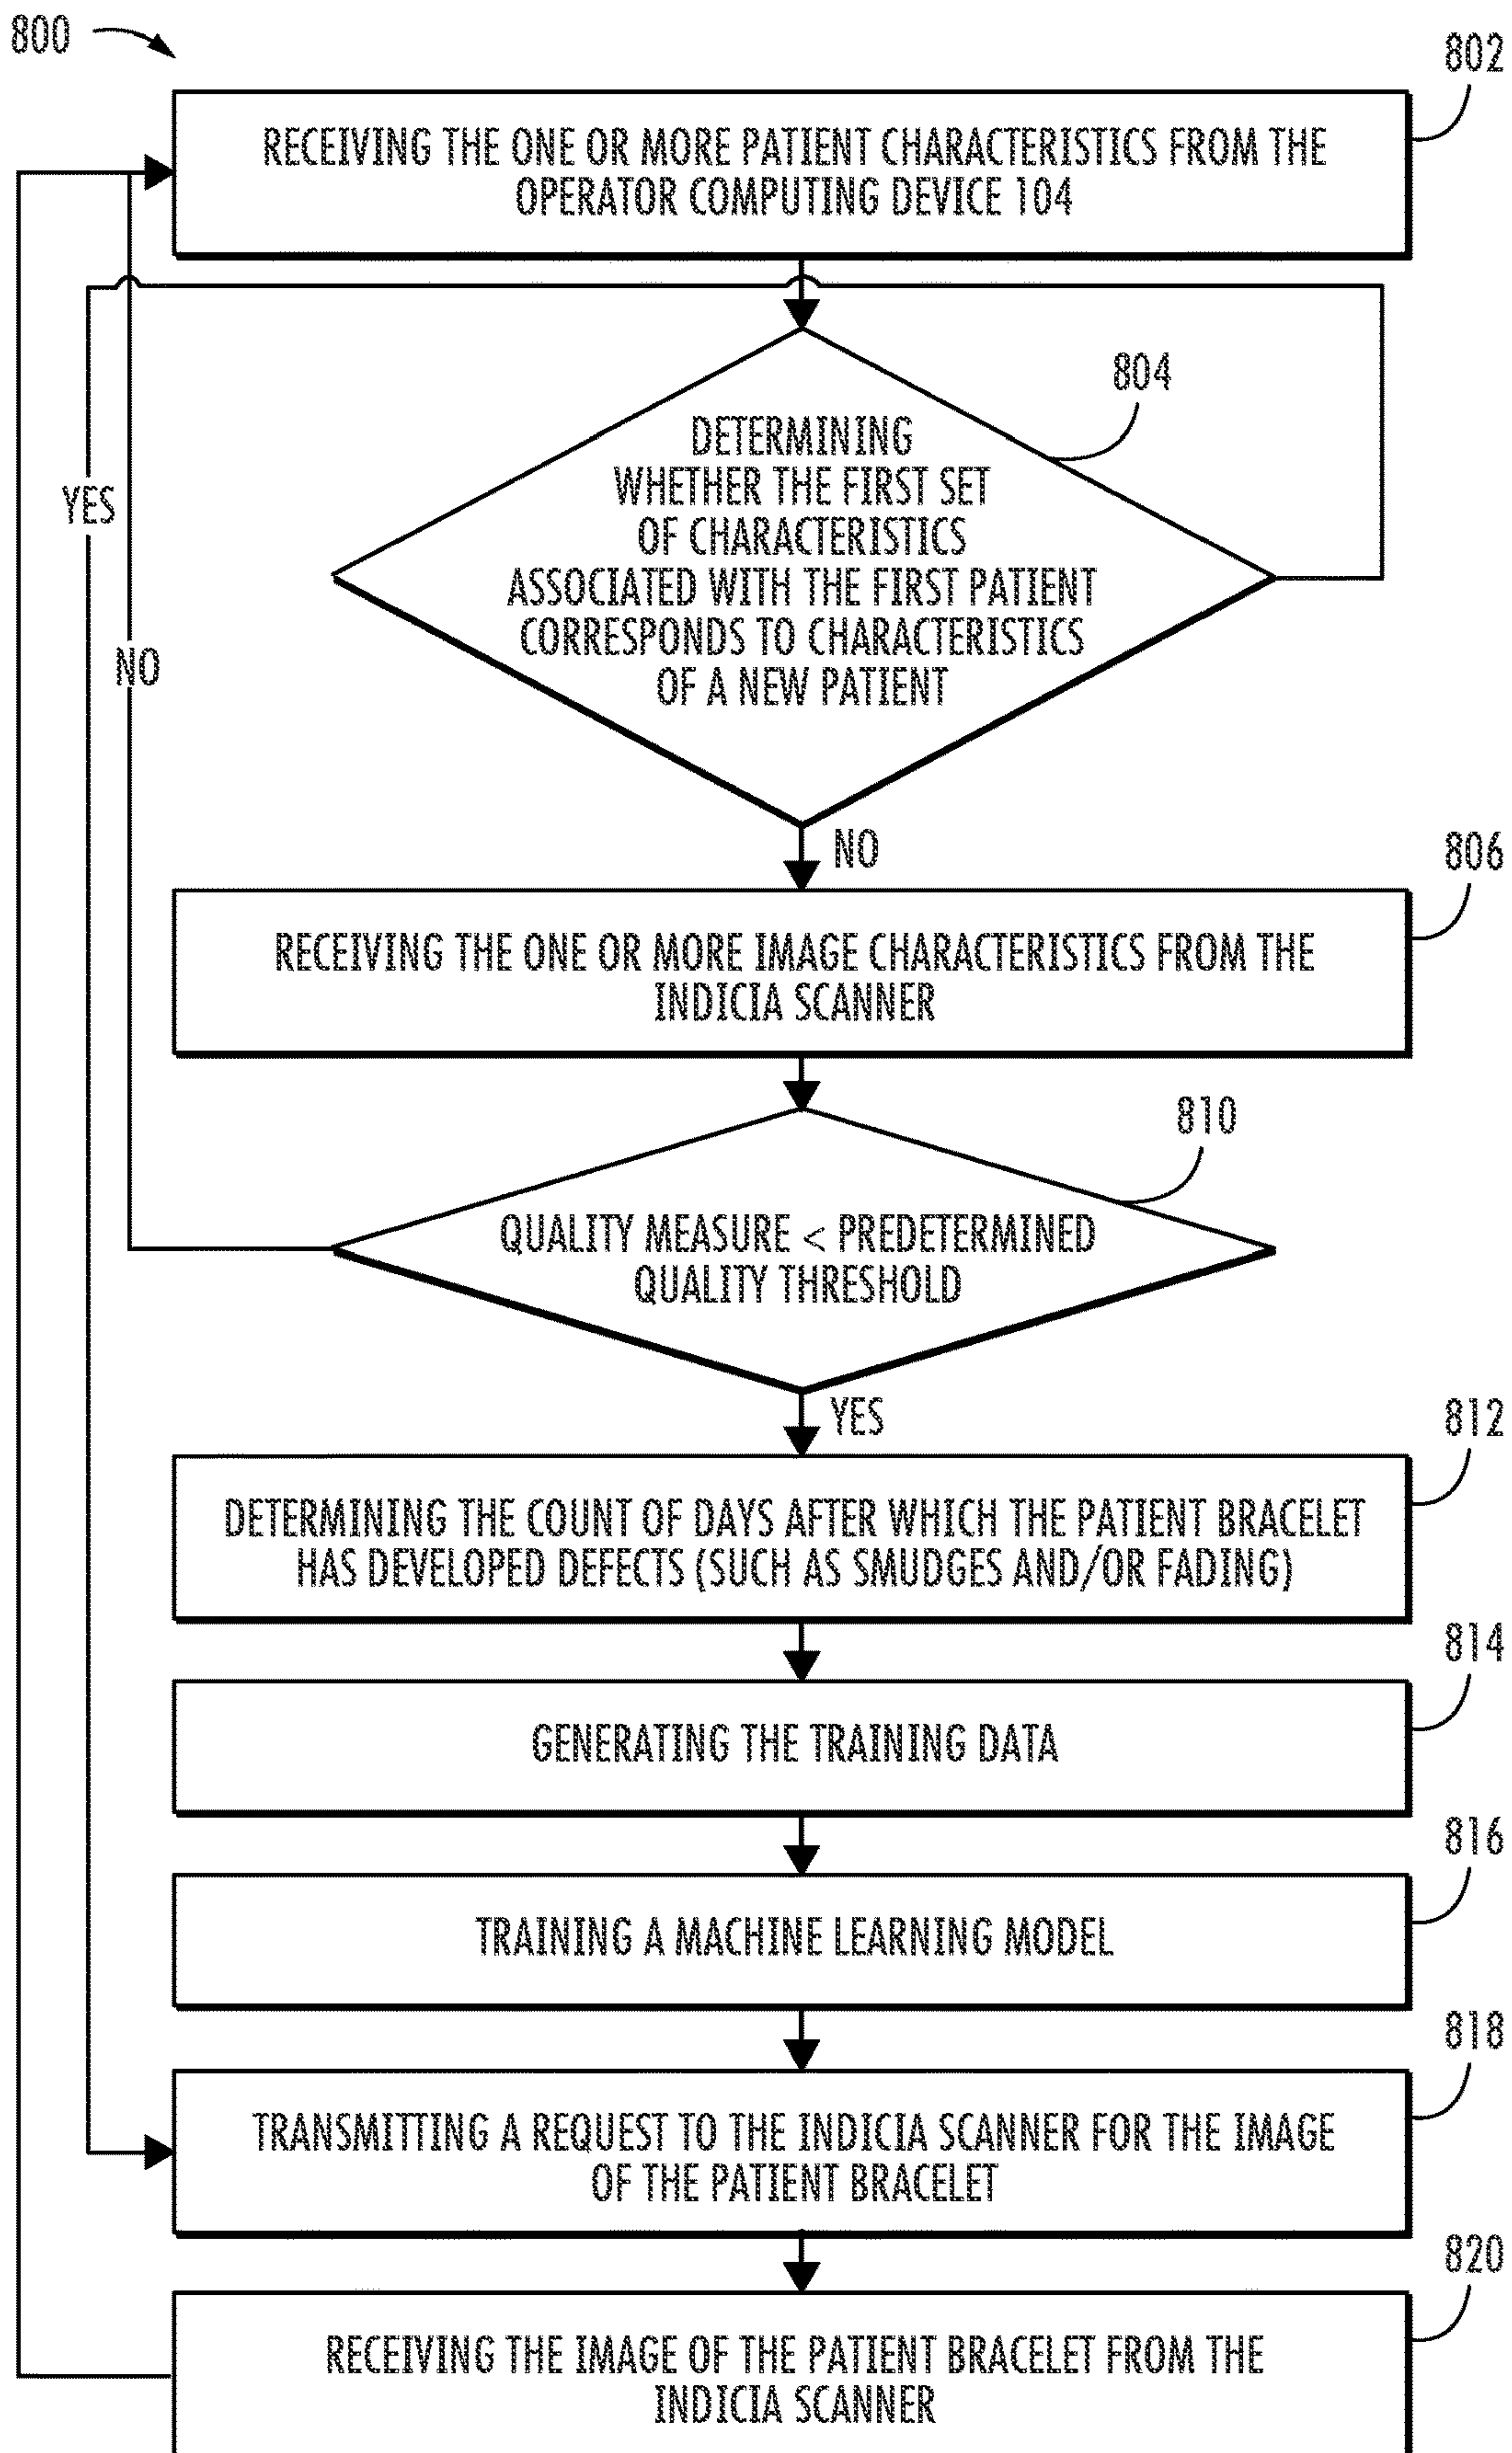 800
802
RECEIVING THE ONE OR MORE PATIENT CHARACTERISTICS FROM THE
OPERATOR COMPUTING DEVICE 104
804
DETERMINING
WHETHER THE FIRST SET
OF CHARACTERISTICS
ASSOCIATED WITH THE FIRST PATIENT
CORRESPONDS TO CHARACTERISTICS
OF A NEW PATIENT
YES
NO
NO
806
RECEIVING THE ONE OR MORE IMAGE CHARACTERISTICS FROM THE
INDICIA SCANNER
810
QUALITY MEASURE < PREDETERMINED
QUALITY THRESHOLD
YES
812
DETERMINING THE COUNT OF DAYS AFTER WHICH THE PATIENT BRACELET
HAS DEVELOPED DEFECTS (SUCH AS SMUDGES AND/OR FADING)
814
GENERATING THE TRAINING DATA
816
TRAINING A MACHINE LEARNING MODEL
818
TRANSMITTING A REQUEST TO THE INDICIA SCANNER FOR THE IMAGE
OF THE PATIENT BRACELET
820
RECEIVING THE IMAGE OF THE PATIENT BRACELET FROM THE
INDICIA SCANNER